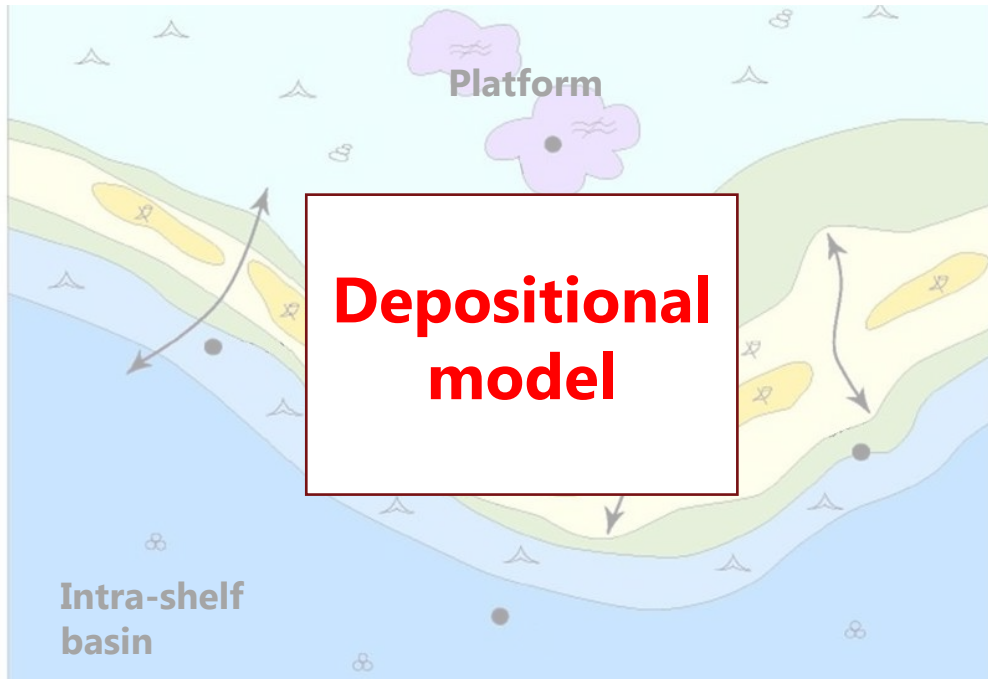 Platform
Depositional
model
Intra-shelf
basin